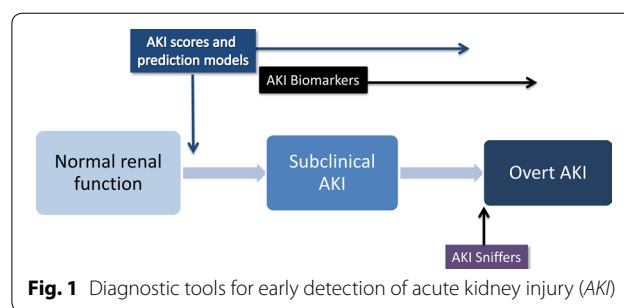 AKI scores and
prediction models
AKI Biomarkers
Normal renal
function
Subclinical
AKI
Overt AKI
AKI Sniffers
Fig. 1 Diagnostic tools for early detection of acute kidney injury (AKI)